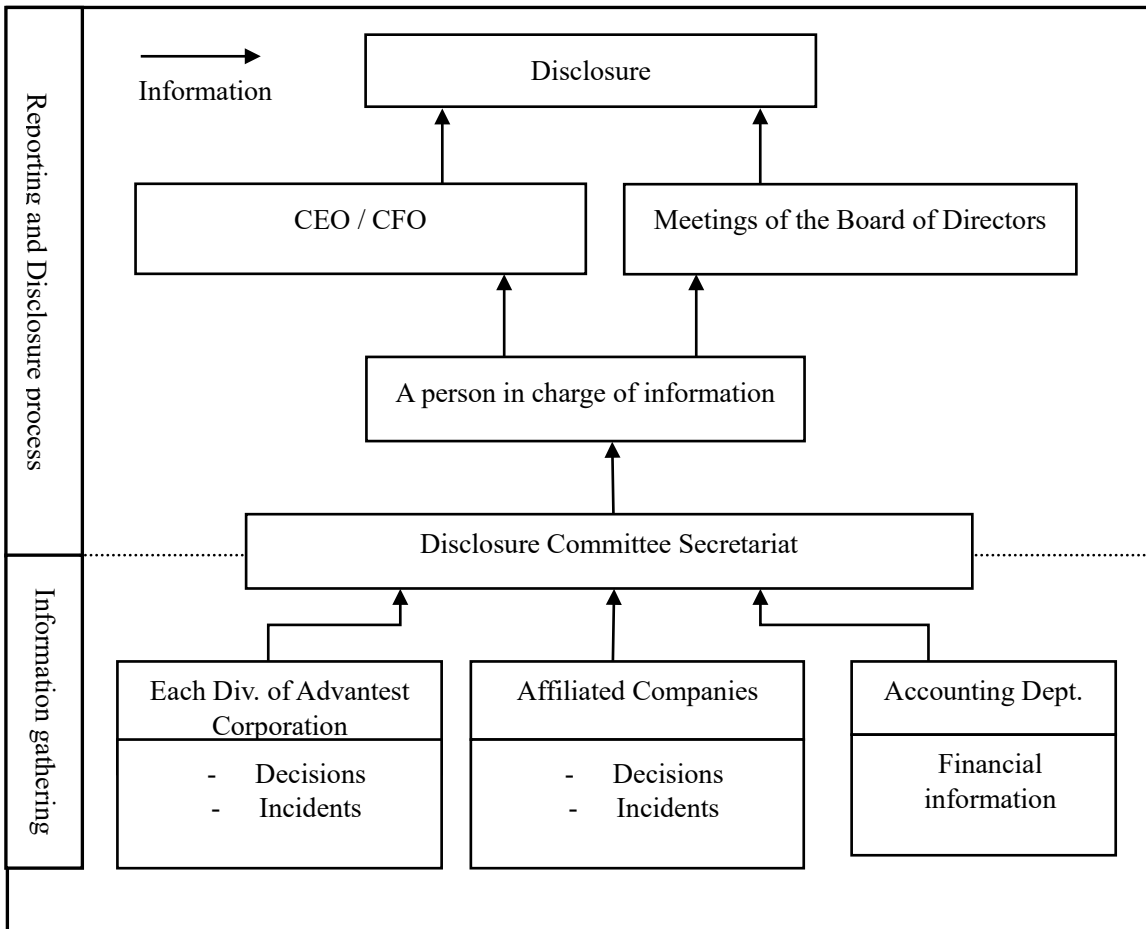 Reporting and Disclosure process
Information
Disclosure
CEO / CFO
Meetings of the Board of Directors
A person in charge of information
Disclosure Committee Secretariat
Information gathering
Each Div. of Advantest
Corporation
- Decisions
- Incidents
Affiliated Companies
- Decisions
- Incidents
Accounting Dept.
Financial
information